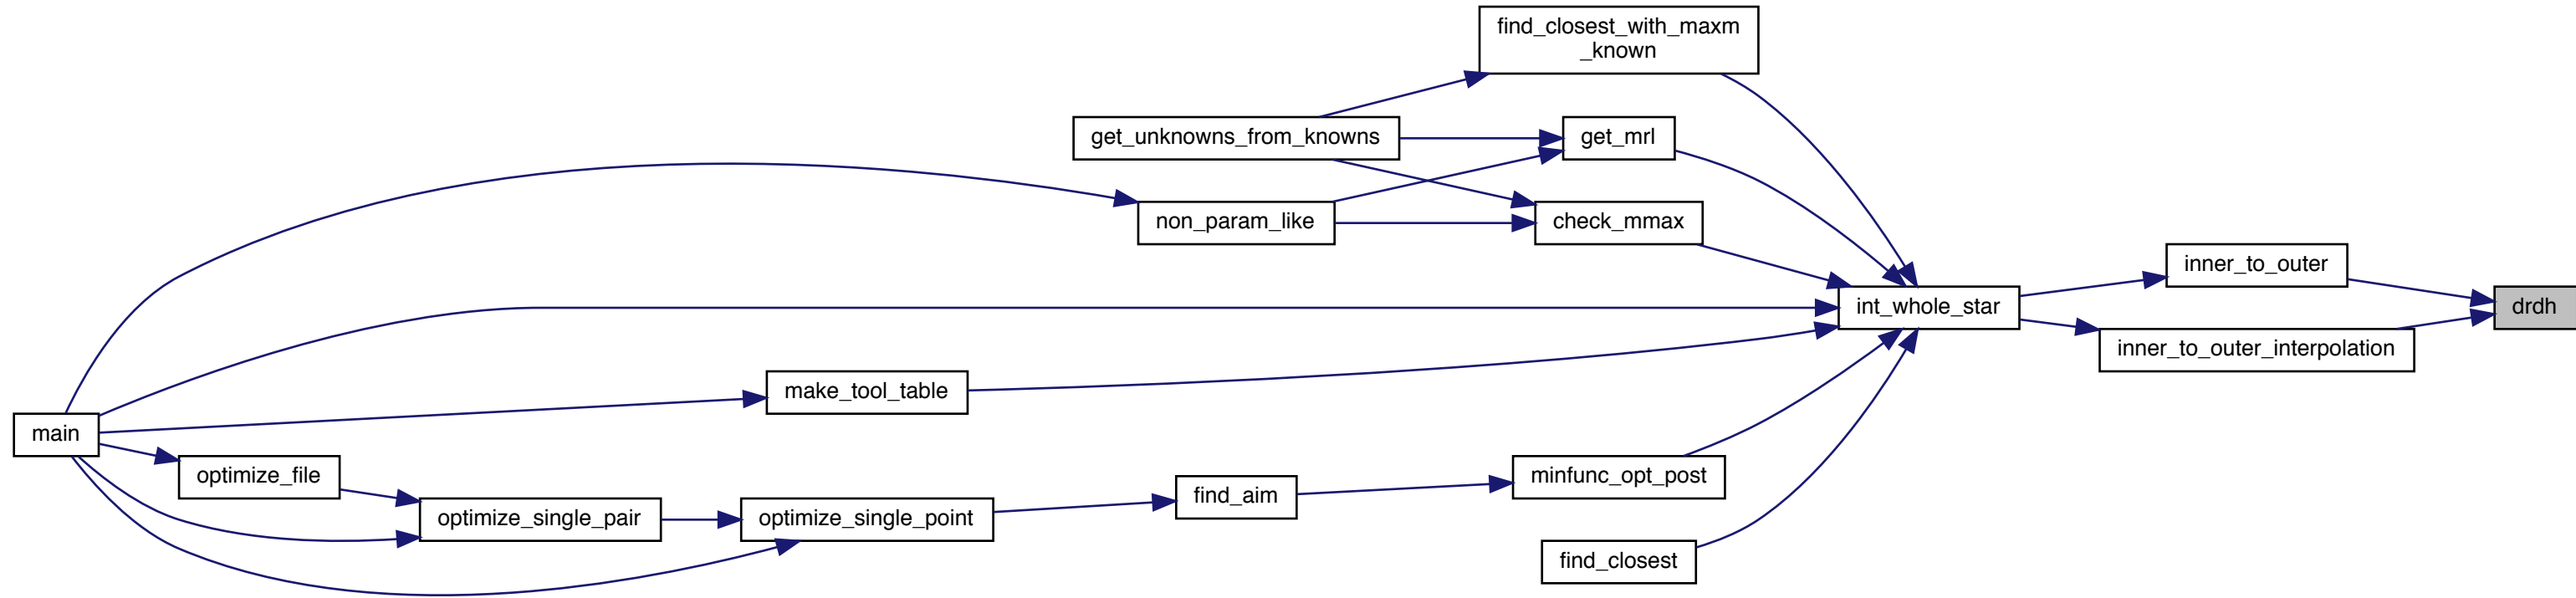 find_closest_with_maxm
_known
get_unknowns_from_knowns
get_mrl
non_param_like
check_mmax
inner_to_outer
int_whole_star
drdh
inner_to_outer_interpolation
make_tool_table
main
optimize_file
minfunc_opt_post
find_aim
optimize_single_pair
optimize_single_point
find_closest